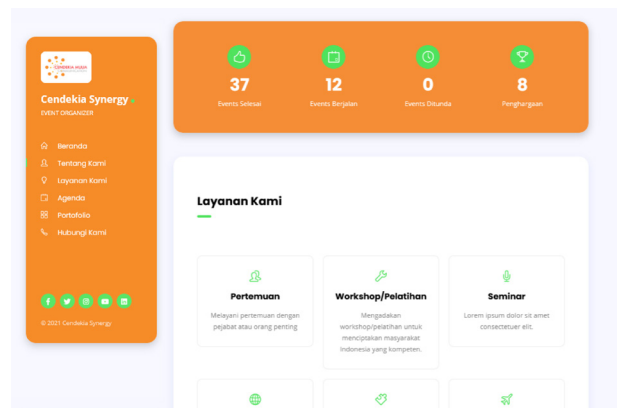 CENDEKIA MUDA
Cendekia Synergy
EVENT ORGANIZER
Beranda
Tentang Kami
Layanan Kami
Agenda
Portofolio
Hubungi Kami
© 2021 Cendekia Synergy
37
Events Selesai
12
Events Berjalan
0
Events Ditunda
8
Penghargaan
Layanan Kami
Pertemuan
Melayani pertemuan dengan
pejabat atau orang penting
Workshop/Pelatihan
Mengadakan
workshop/pelatihan untuk
menciptakan masyarakat
Indonesia yang kompeten.
Seminar
Lorem ipsum dolor sit amet
consectetuer elit.